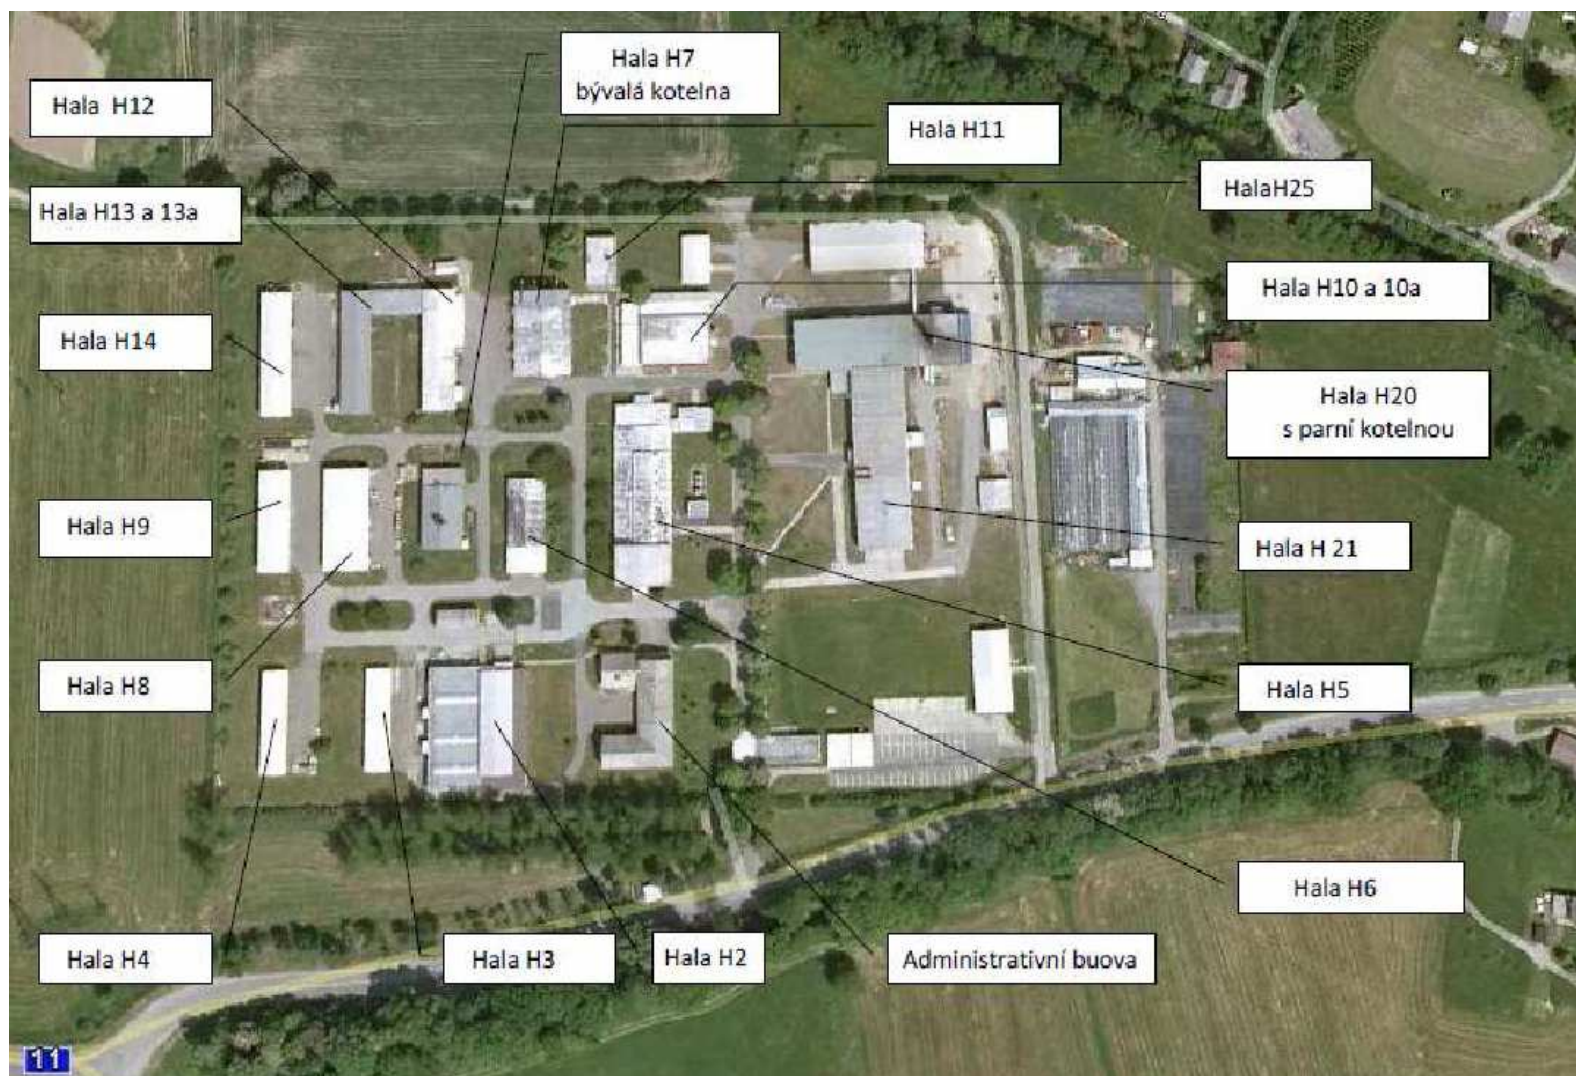 Hala H7
bývalá kotelna
Hala H12
Hala H11
HalaH25
Hala H13 a 13a
Hala H10 a 10a
Hala H14
Hala H20
s parní kotelnou
Hala H9
Hala H 21
Hala H8
Hala H5
Hala H6
Hala H4
Hala H3
Hala H2
Administrativní buova
11